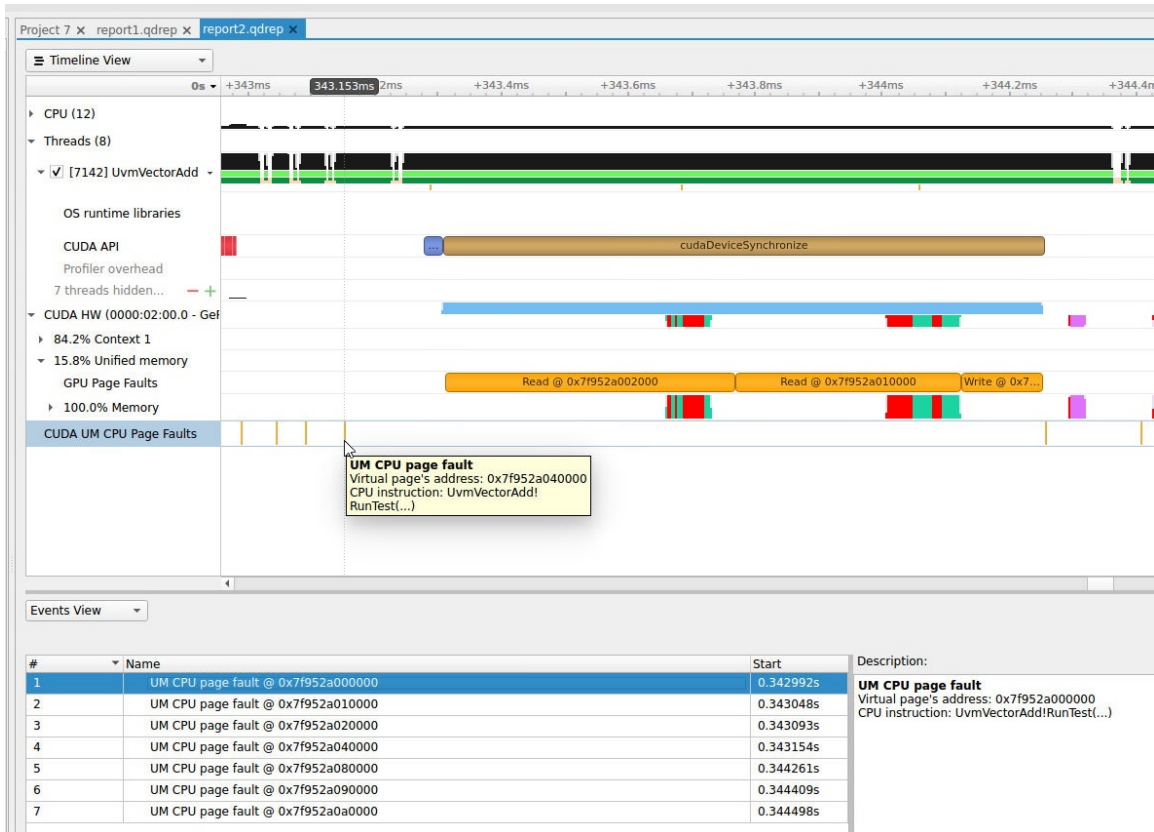 Project 7 × report1.qdrep × report2.qdrep ×
Timeline View
0s +343ms 343.153ms 2ms +343.4ms +343.6ms +343.8ms +344ms +344.2ms +344.4m
CPU (12)
Threads (8)
[7142] UvmVectorAdd
OS runtime libraries
CUDA API ... cudaDeviceSynchronize
Profiler overhead
7 threads hidden... − +
CUDA HW (0000:02:00.0 - GeF
84.2% Context 1
15.8% Unified memory
GPU Page Faults Read @ 0x7f952a002000 Read @ 0x7f952a010000 Write @ 0x7...
100.0% Memory
CUDA UM CPU Page Faults
UM CPU page fault
Virtual page's address: 0x7f952a040000
CPU instruction: UvmVectorAdd!
RunTest(...)
Events View
# Name Start Description:
1 UM CPU page fault @ 0x7f952a000000 0.342992s
2 UM CPU page fault @ 0x7f952a010000 0.343048s
3 UM CPU page fault @ 0x7f952a020000 0.343093s
4 UM CPU page fault @ 0x7f952a040000 0.343154s
5 UM CPU page fault @ 0x7f952a080000 0.344261s
6 UM CPU page fault @ 0x7f952a090000 0.344409s
7 UM CPU page fault @ 0x7f952a0a0000 0.344498s
UM CPU page fault
Virtual page's address: 0x7f952a000000
CPU instruction: UvmVectorAdd!RunTest(...)